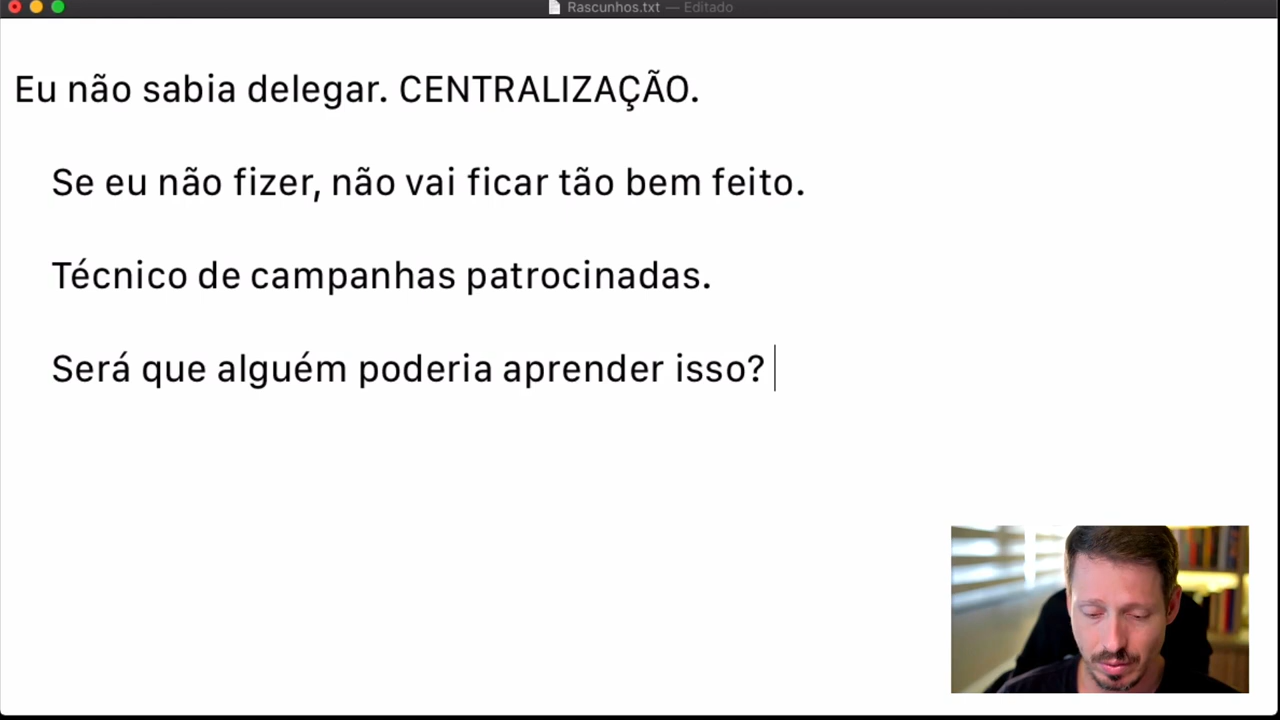 Rascunhos.txt — Editado
Eu não sabia delegar. CENTRALIZAÇÃO.
Se eu não fizer, não vai ficar tão bem feito.
Técnico de campanhas patrocinadas.
Será que alguém poderia aprender isso?